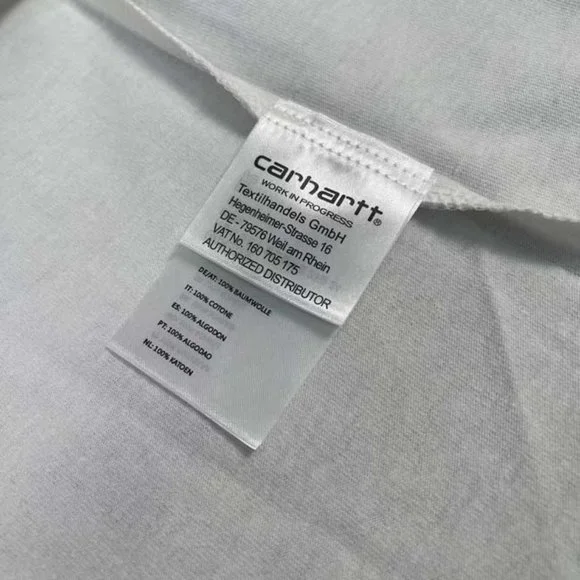 carhartt®
WORK IN PROGRESS
Textilhandels GmbH
Hegenheimer-Strasse 16
DE - 79576 Weil am Rhein
VAT No. 160 705 175
AUTHORIZED DISTRIBUTOR
DE/AT: 100% BAUMWOLLE
IT: 100% COTONE
ES: 100% ALGODON
PT: 100% ALGODAO
NL: 100% KATOEN